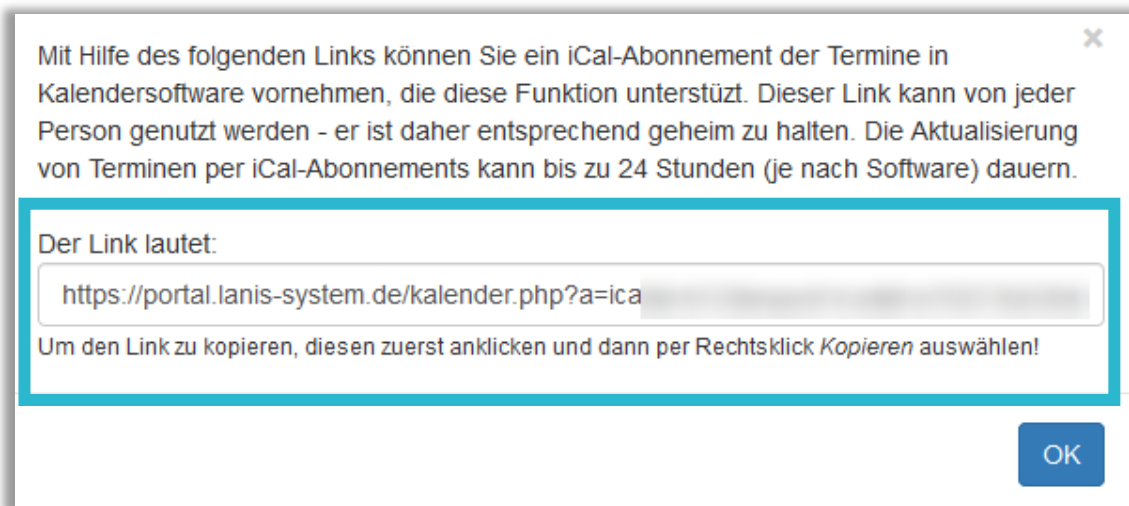 Mit Hilfe des folgenden Links können Sie ein iCal-Abonnement der Termine in
Kalendersoftware vornehmen, die diese Funktion unterstüzt. Dieser Link kann von jeder
Person genutzt werden - er ist daher entsprechend geheim zu halten. Die Aktualisierung
von Terminen per iCal-Abonnements kann bis zu 24 Stunden (je nach Software) dauern.
Der Link lautet:
https://portal.lanis-system.de/kalender.php?a=ica
Um den Link zu kopieren, diesen zuerst anklicken und dann per Rechtsklick Kopieren auswählen!
OK